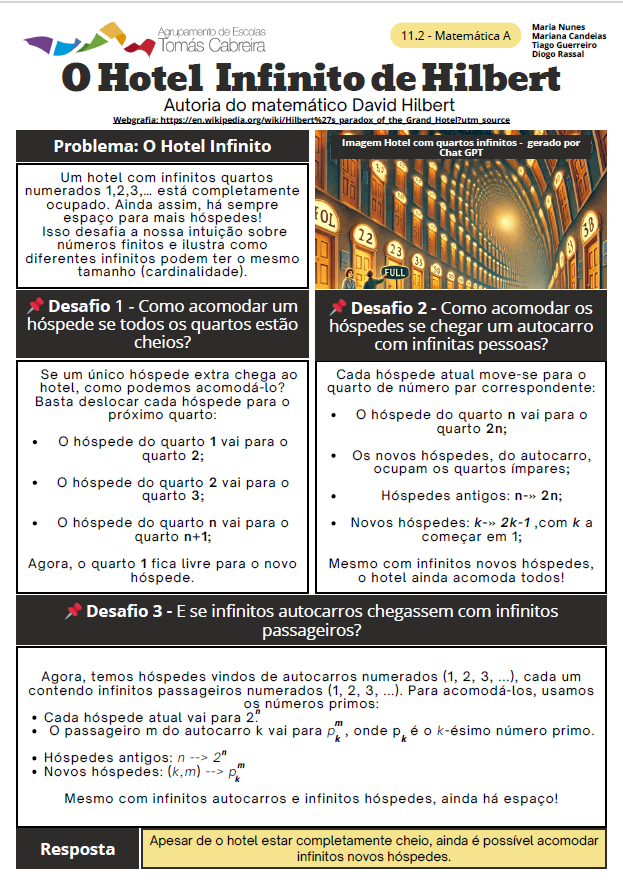 Agrupamento de Escolas
Tomás Cabreira
11.2 - Matemática A
Maria Nunes
Mariana Candeias
Tiago Guerreiro
Diogo Rassal
O Hotel Infinito de Hilbert
Autoria do matemático David Hilbert
Webgrafia: https://en.wikipedia.org/wiki/Hilbert%27s_paradox_of_the_Grand_Hotel?utm_source
Problema: O Hotel Infinito
Um hotel com infinitos quartos
numerados 1,2,3,... está completamente
ocupado. Ainda assim, há sempre
espaço para mais hóspedes!
Isso desafia a nossa intuição sobre
números finitos e ilustra como
diferentes infinitos podem ter o mesmo
tamanho (cardinalidade).
Imagem Hotel com quartos infinitos - gerado por
Chat GPT
FOL
22
23
38
FULL
📌 Desafio 1 - Como acomodar um
hóspede se todos os quartos estão
cheios?
Se um único hóspede extra chega ao
hotel, como podemos acomodá-lo?
Basta deslocar cada hóspede para o
próximo quarto:
• O hóspede do quarto 1 vai para o
quarto 2;
• O hóspede do quarto 2 vai para o
quarto 3;
• O hóspede do quarto n vai para o
quarto n+1;
Agora, o quarto 1 fica livre para o novo
hóspede.
📌 Desafio 2 - Como acomodar os
hóspedes se chegar um autocarro
com infinitas pessoas?
Cada hóspede atual move-se para o
quarto de número par correspondente:
• O hóspede do quarto n vai para o
quarto 2n;
• Os novos hóspedes, do autocarro,
ocupam os quartos ímpares;
• Hóspedes antigos: n-» 2n;
• Novos hóspedes: k-» 2k-1 ,com k a
começar em 1;
Mesmo com infinitos novos hóspedes,
o hotel ainda acomoda todos!
📌 Desafio 3 - E se infinitos autocarros chegassem com infinitos
passageiros?
Agora, temos hóspedes vindos de autocarros numerados (1, 2, 3, ...), cada um
contendo infinitos passageiros numerados (1, 2, 3, ...). Para acomodá-los, usamos
os números primos:
• Cada hóspede atual vai para 2ⁿ.
• O passageiro m do autocarro k vai para pₖᵐ, onde pₖ é o k-ésimo número primo.
• Hóspedes antigos: n --> 2ⁿ
• Novos hóspedes: (k,m) --> pₖᵐ
Mesmo com infinitos autocarros e infinitos hóspedes, ainda há espaço!
Resposta
Apesar de o hotel estar completamente cheio, ainda é possível acomodar
infinitos novos hóspedes.